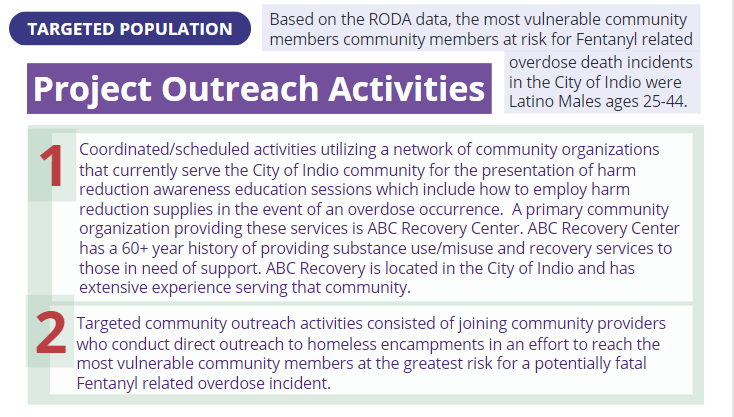 TARGETED POPULATION
Based on the RODA data, the most vulnerable community
members community members at risk for Fentanyl related
overdose death incidents
in the City of Indio were
Latino Males ages 25-44.
Project Outreach Activities
1
Coordinated/scheduled activities utilizing a network of community organizations
that currently serve the City of Indio community for the presentation of harm
reduction awareness education sessions which include how to employ harm
reduction supplies in the event of an overdose occurrence.  A primary community
organization providing these services is ABC Recovery Center. ABC Recovery Center
has a 60+ year history of providing substance use/misuse and recovery services to
those in need of support. ABC Recovery is located in the City of Indio and has
extensive experience serving that community.
2
Targeted community outreach activities consisted of joining community providers
who conduct direct outreach to homeless encampments in an effort to reach the
most vulnerable community members at the greatest risk for a potentially fatal
Fentanyl related overdose incident.